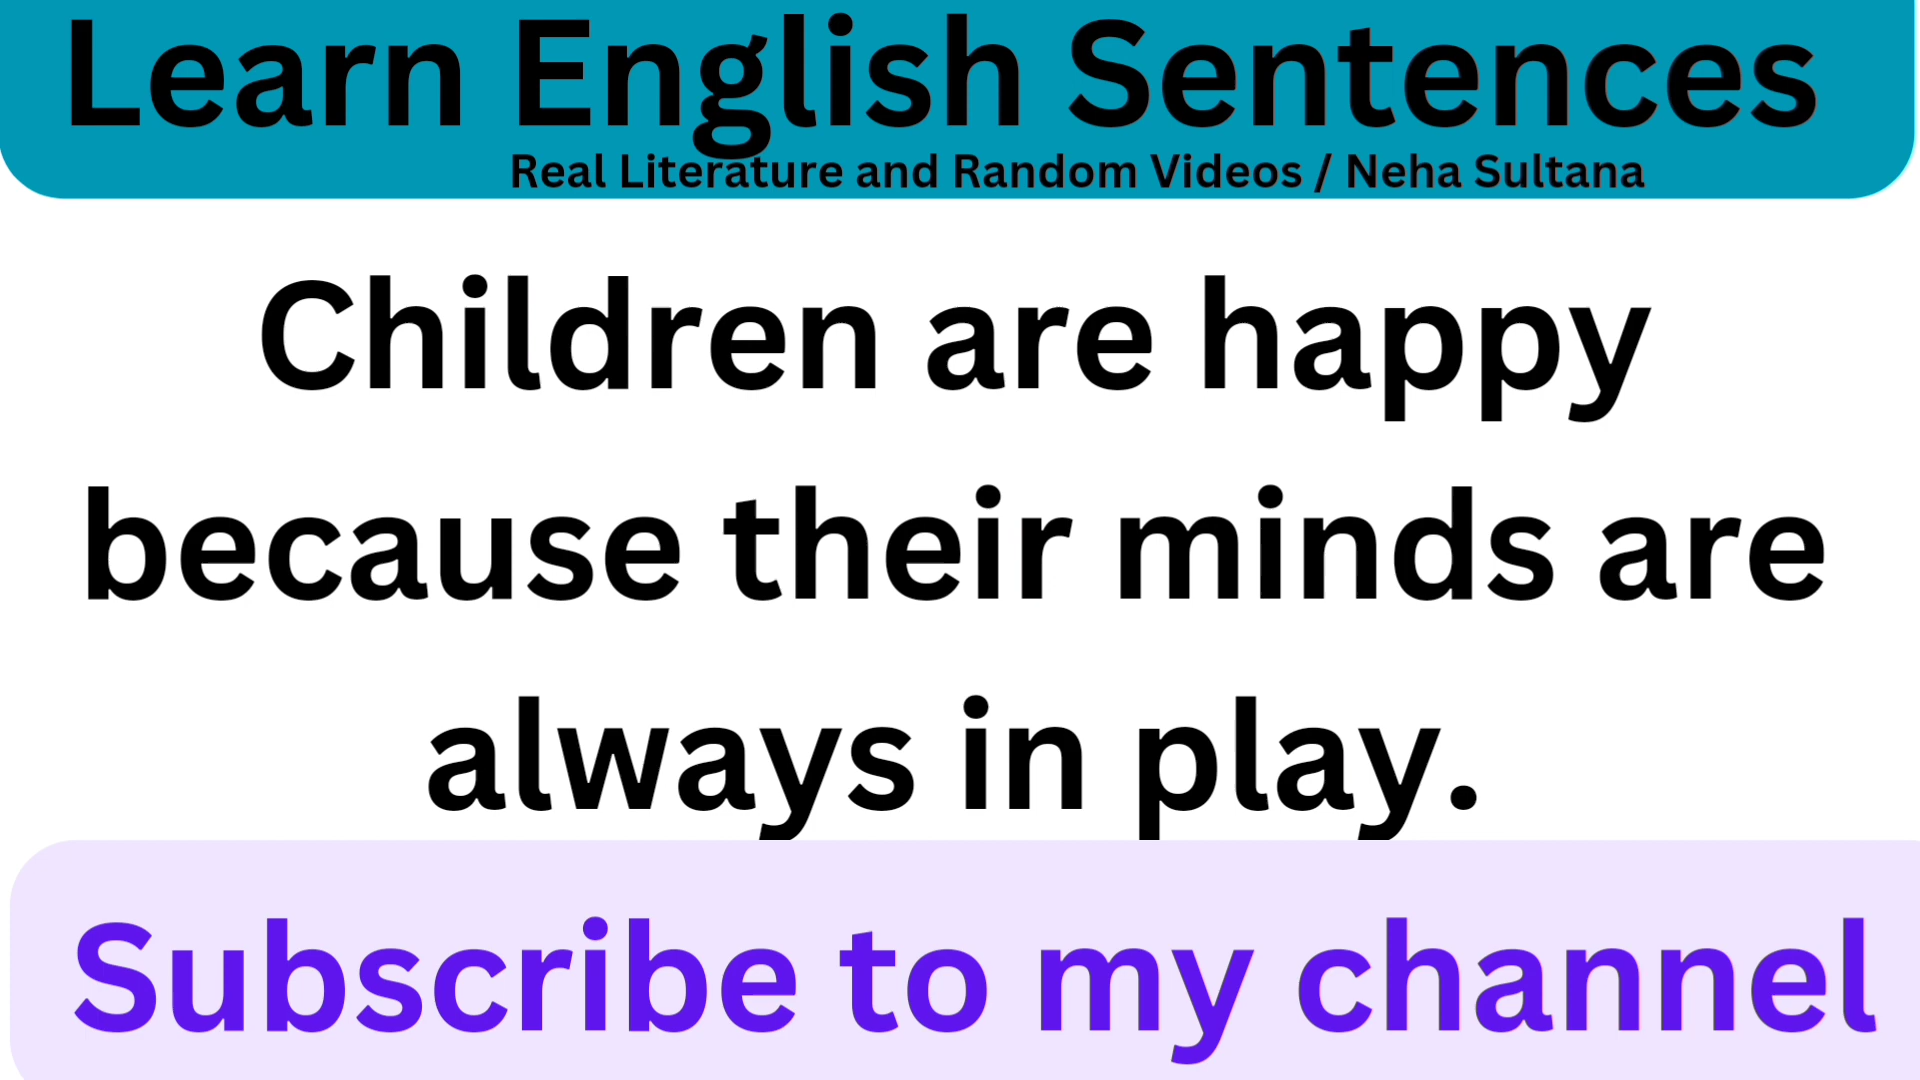 Learn English Sentences
Real Literature and Random Videos / Neha Sultana
Children are happy
because their minds are
always in play.
Subscribe to my channel